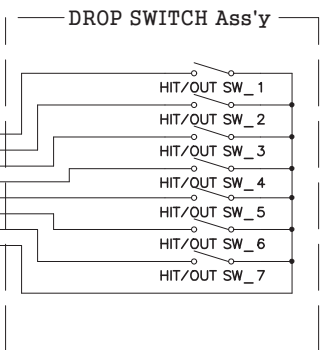 DROP SWITCH Ass'y
HIT/OUT SW_1
HIT/OUT SW_2
HIT/OUT SW_3
HIT/OUT SW_4
HIT/OUT SW_5
HIT/OUT SW_6
HIT/OUT SW_7